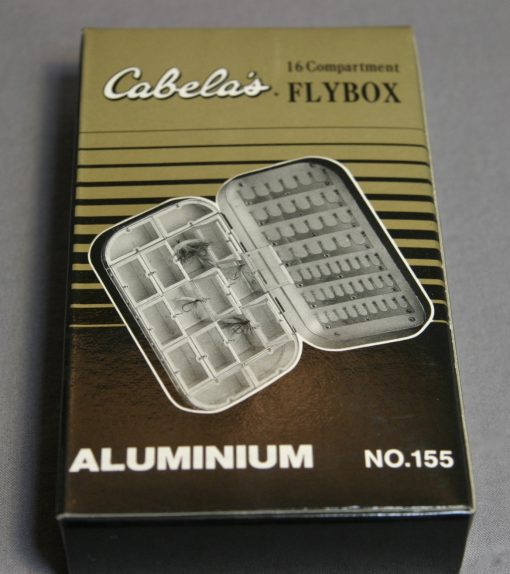 Cabela's
16 Compartment
FLYBOX
ALUMINIUM NO.155